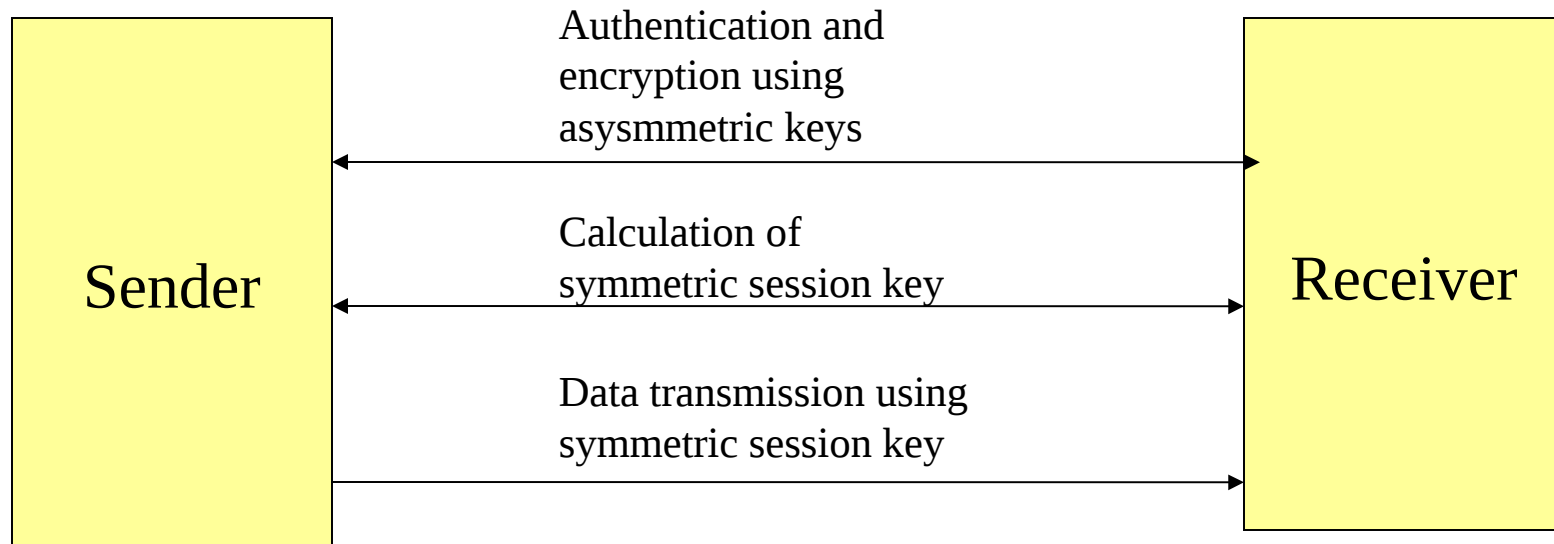 Authentication and
encryption using
asysmmetric keys
Sender
Calculation of
symmetric session key
Receiver
Data transmission using
symmetric session key